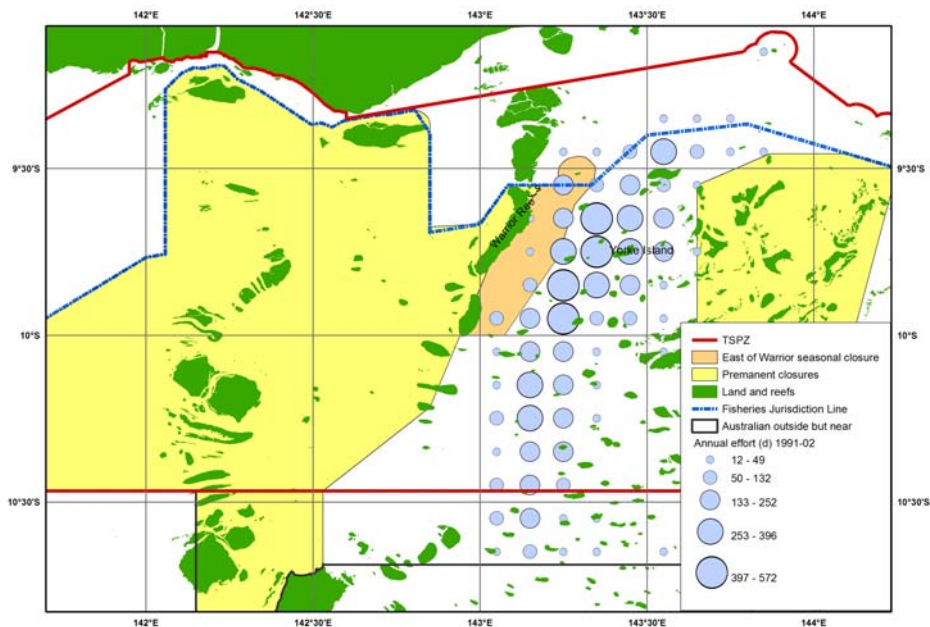 142°E 142°30'E 143°E 143°30'E 144°E
9°30'S 9°30'S
Warrior Reefs
Yorke Island
10°S 10°S
TSPZ
East of Warrior seasonal closure
Premanent closures
Land and reefs
Fisheries Jurisdiction Line
Australian outside but near
Annual effort (d) 1991-02
12 - 49
50 - 132
133 - 252
253 - 396
397 - 572
10°30'S 10°30'S
142°E 142°30'E 143°E 143°30'E 144°E